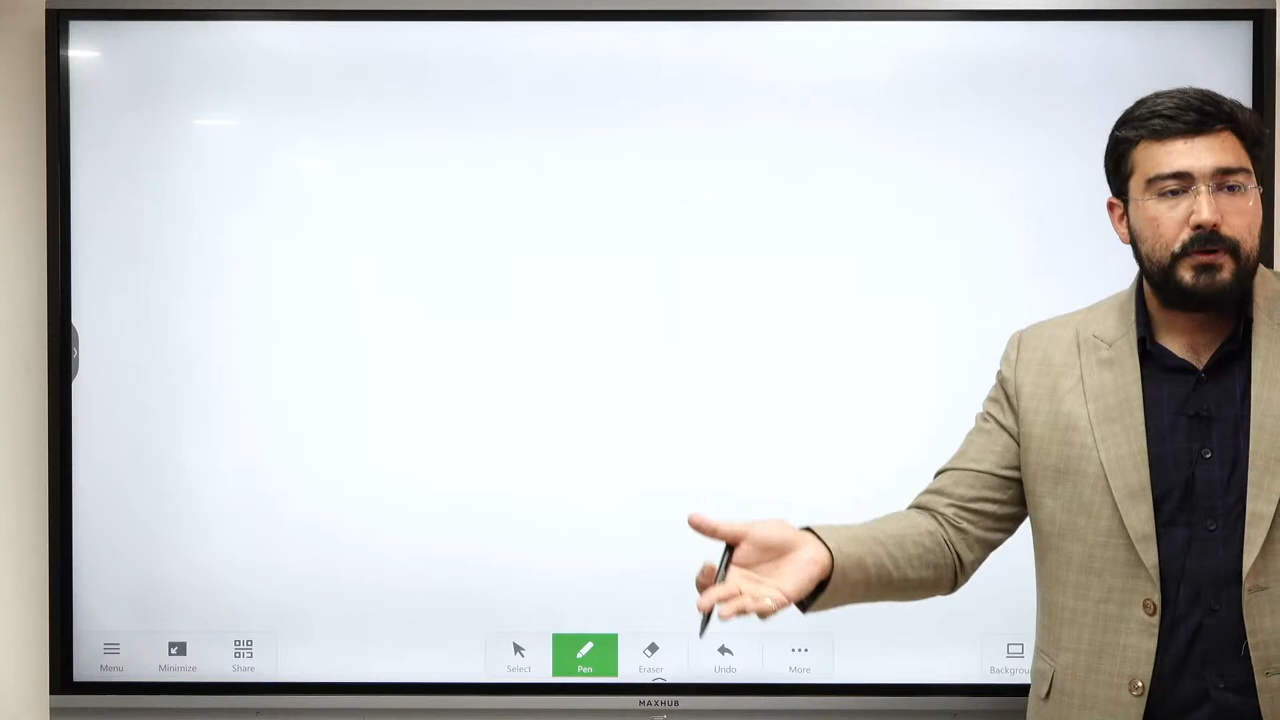 Menu
Minimize
Share
Select
Pen
Eraser
Undo
More
MAXHUB